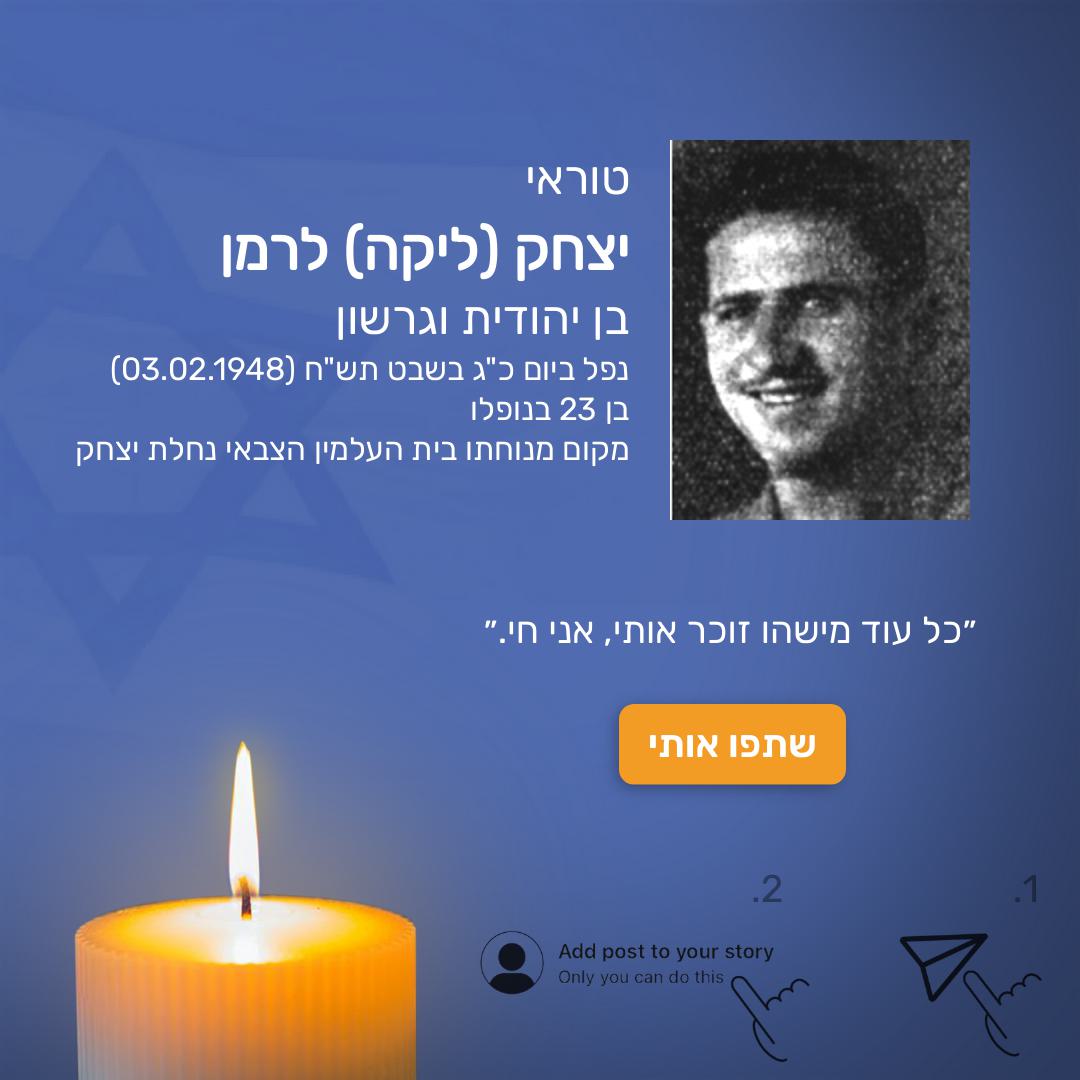 טוראי
יצחק (ליקה) לרמן
בן יהודית וגרשון
נפל ביום כ"ג בשבט תש"ח (03.02.1948)
בן 23 בנופלו
מקום מנוחתו בית העלמין הצבאי נחלת יצחק
״כל עוד מישהו זוכר אותי, אני חי.״
שתפו אותי
1.
2.
Add post to your story
Only you can do this